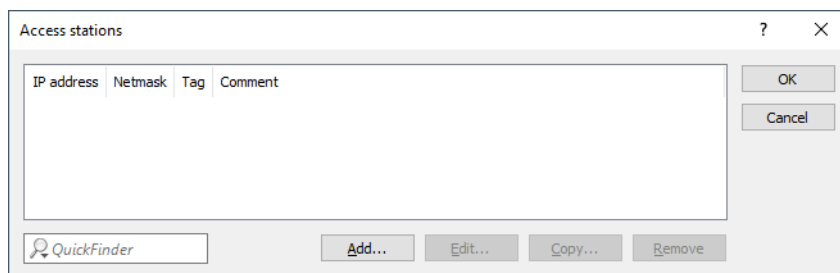 Access stations ?
IP address Netmask Tag Comment
OK
Cancel
QuickFinder Add... Edit... Copy... Remove